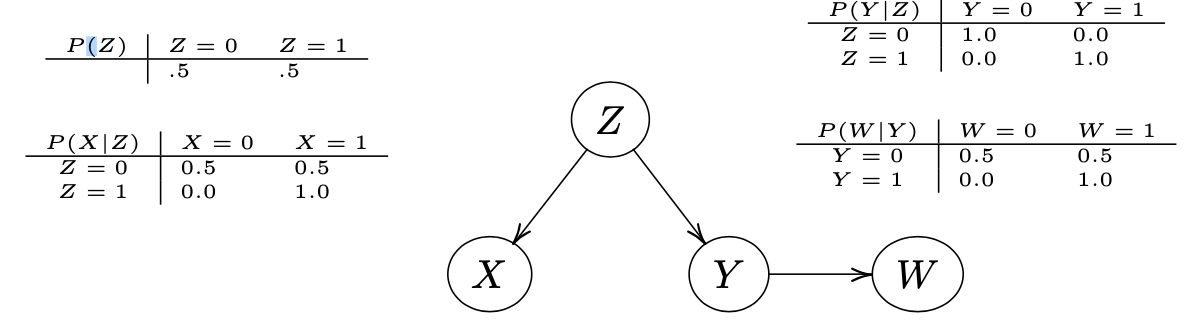 P(Z) Z = 0 Z = 1
.5 .5
P(X|Z) X = 0 X = 1
Z = 0 0.5 0.5
Z = 1 0.0 1.0
Z
X
Y
W
P(Y|Z) Y = 0 Y = 1
Z = 0 1.0 0.0
Z = 1 0.0 1.0
P(W|Y) W = 0 W = 1
Y = 0 0.5 0.5
Y = 1 0.0 1.0